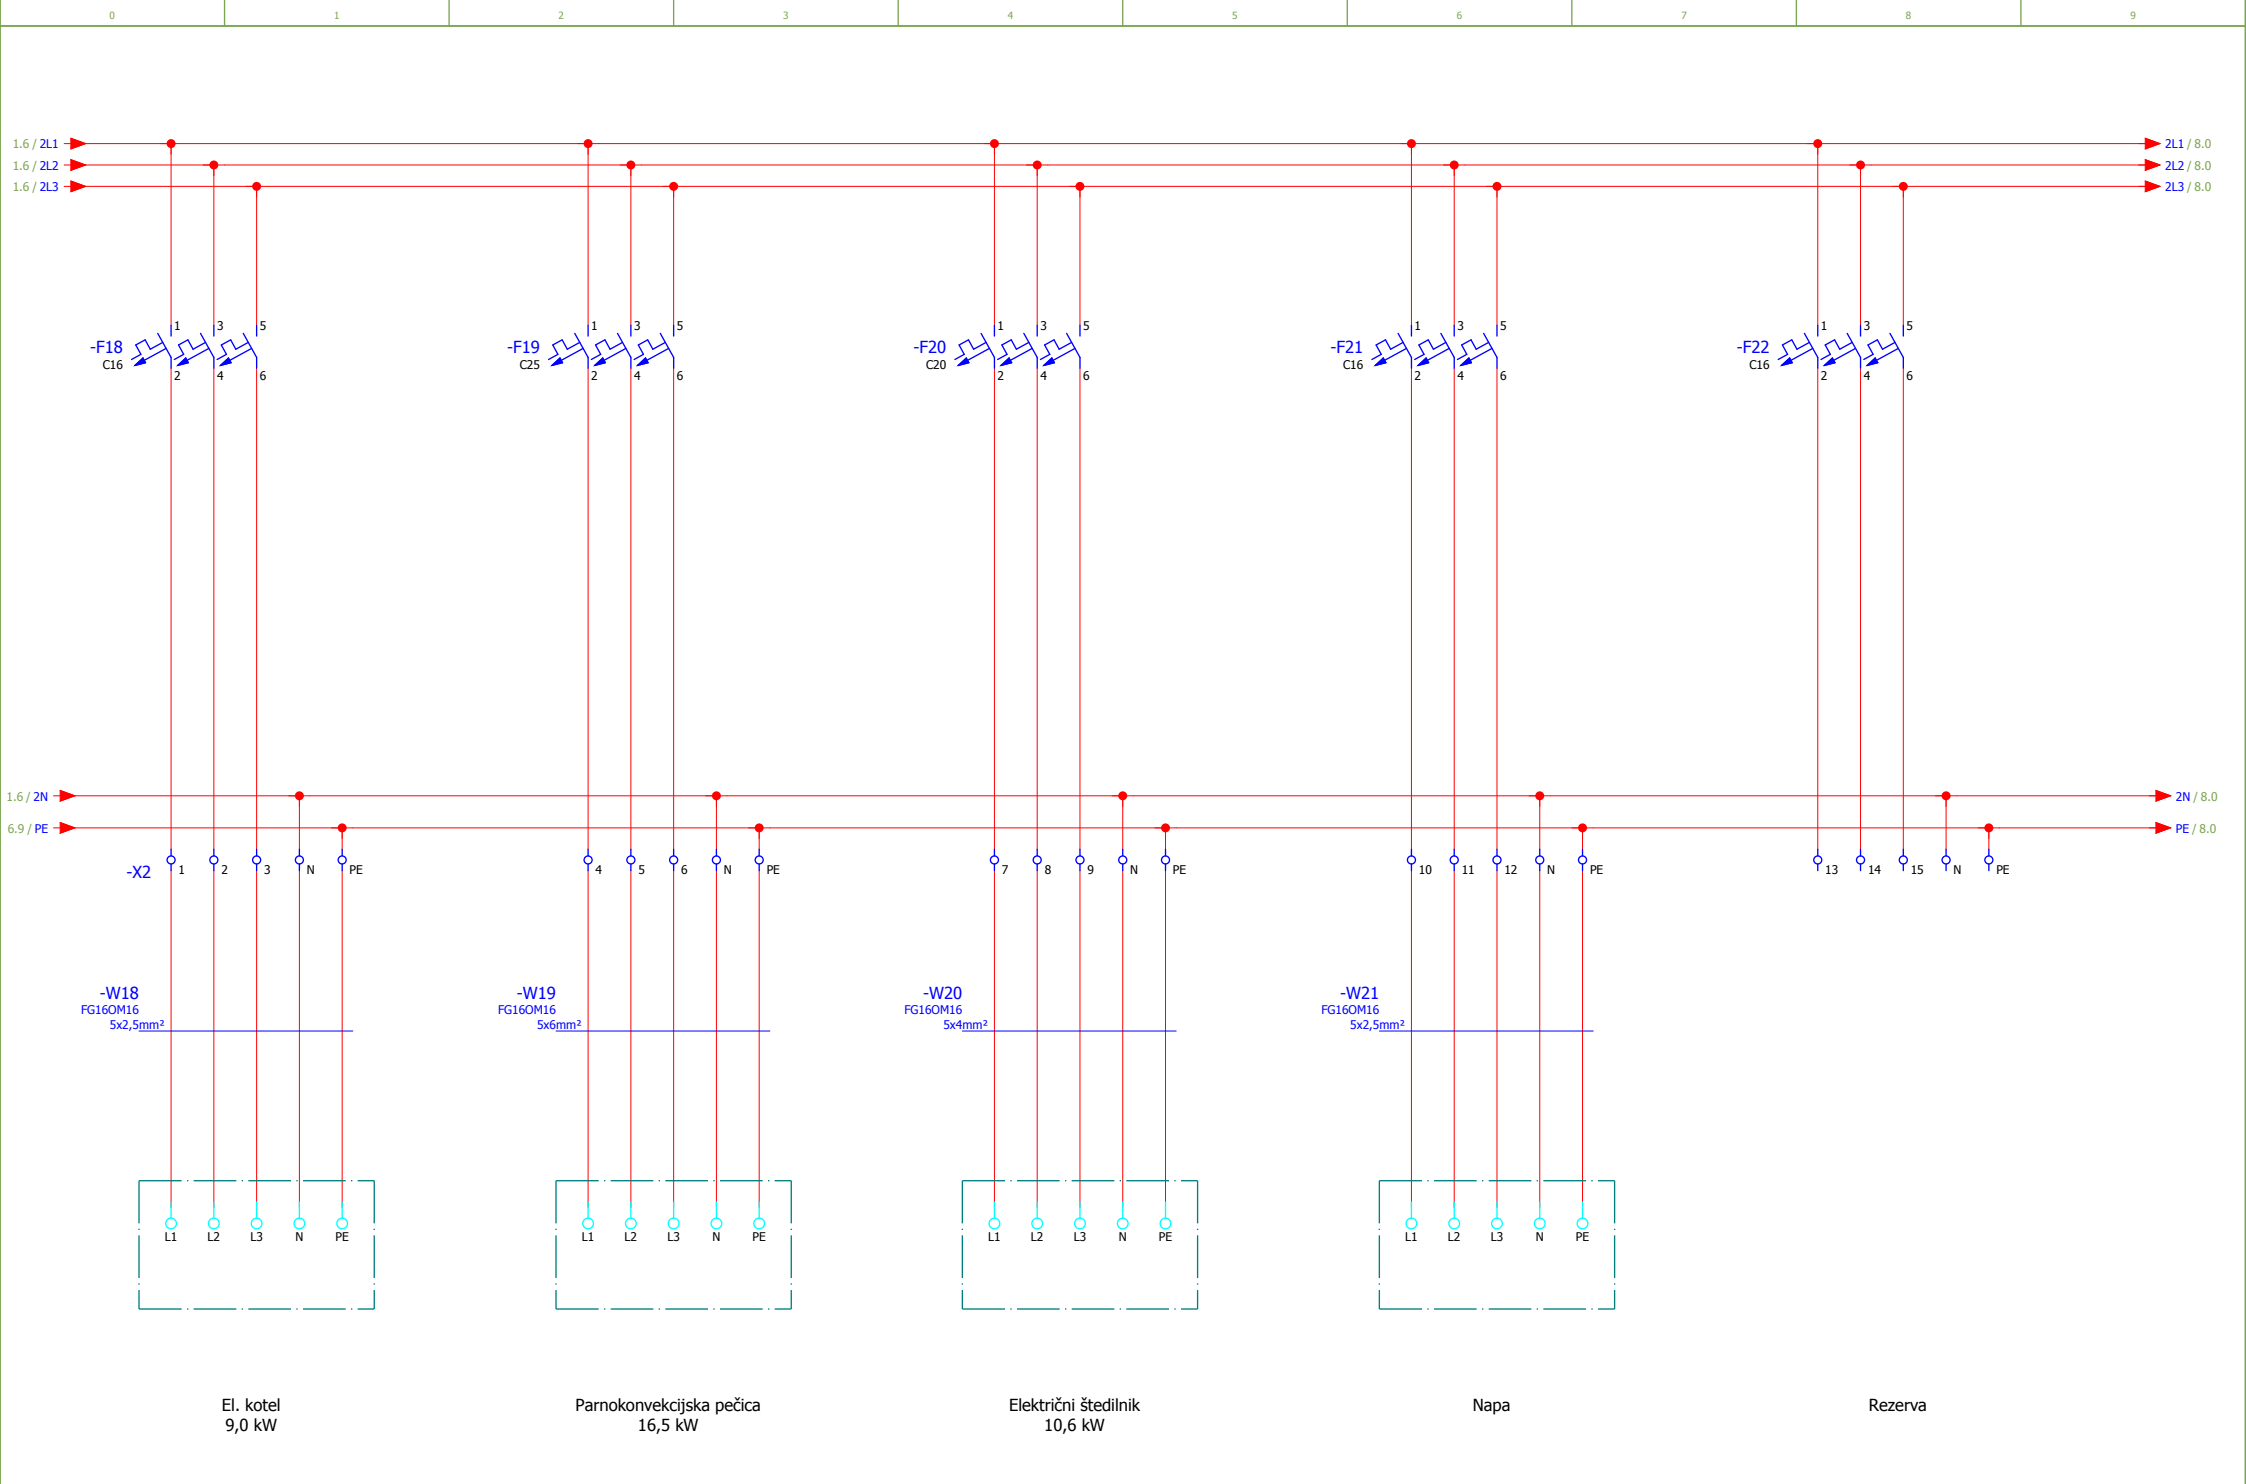 0 1 2 3 4 5 6 7 8 9
1.6 / 2L1 2L1 / 8.0
1.6 / 2L2 2L2 / 8.0
1.6 / 2L3 2L3 / 8.0
1 3 5 1 3 5 1 3 5 1 3 5 1 3 5
-F18 -F19 -F20 -F21 -F22
C16 C25 C20 C16 C16
2 4 6 2 4 6 2 4 6 2 4 6 2 4 6
1.6 / 2N 2N / 8.0
6.9 / PE PE / 8.0
-X2 1 2 3 N PE 4 5 6 N PE 7 8 9 N PE 10 11 12 N PE 13 14 15 N PE
-W18 -W19 -W20 -W21
FG16OM16 FG16OM16 FG16OM16 FG16OM16
5x2,5mm² 5x6mm² 5x4mm² 5x2,5mm²
L1 L2 L3 N PE L1 L2 L3 N PE L1 L2 L3 N PE L1 L2 L3 N PE
El. kotel Parnokonvekcijska pečica Električni štedilnik Napa Rezerva
9,0 kW 16,5 kW 10,6 kW